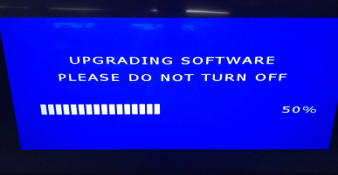 UPGRADING SOFTWARE
PLEASE DO NOT TURN OFF
50%